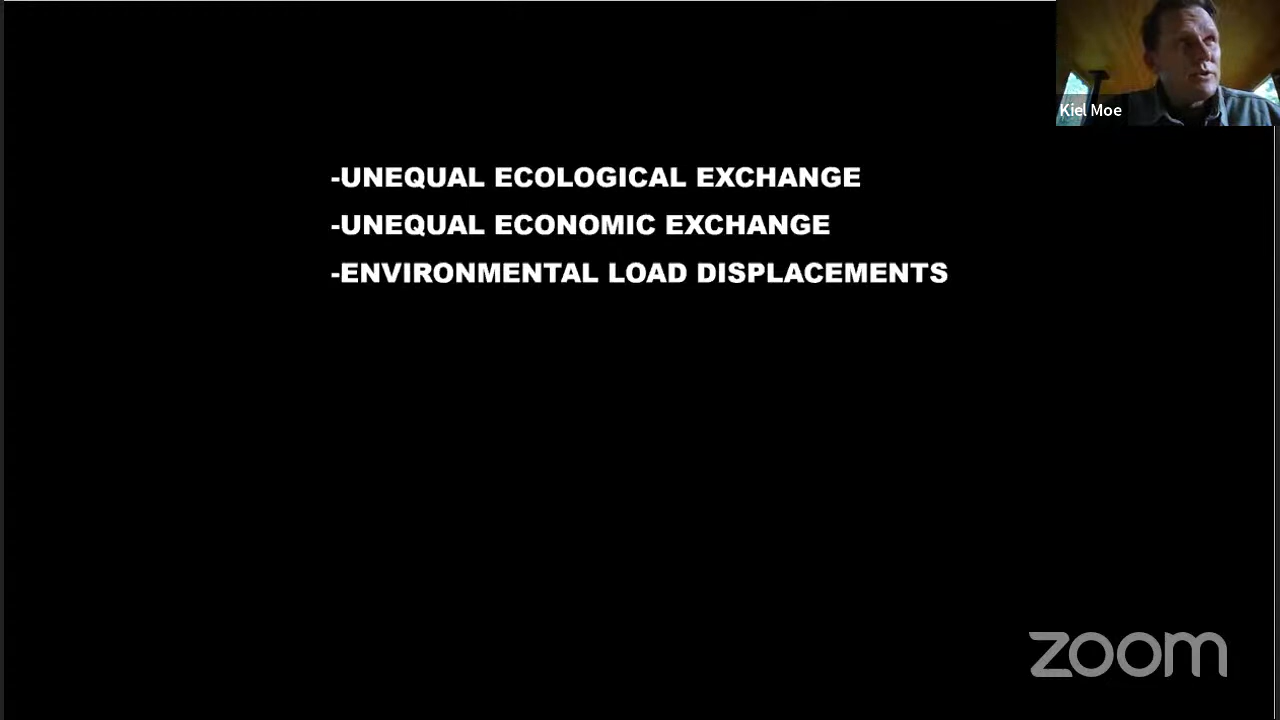 Kiel Moe
-UNEQUAL ECOLOGICAL EXCHANGE
-UNEQUAL ECONOMIC EXCHANGE
-ENVIRONMENTAL LOAD DISPLACEMENTS
zoom